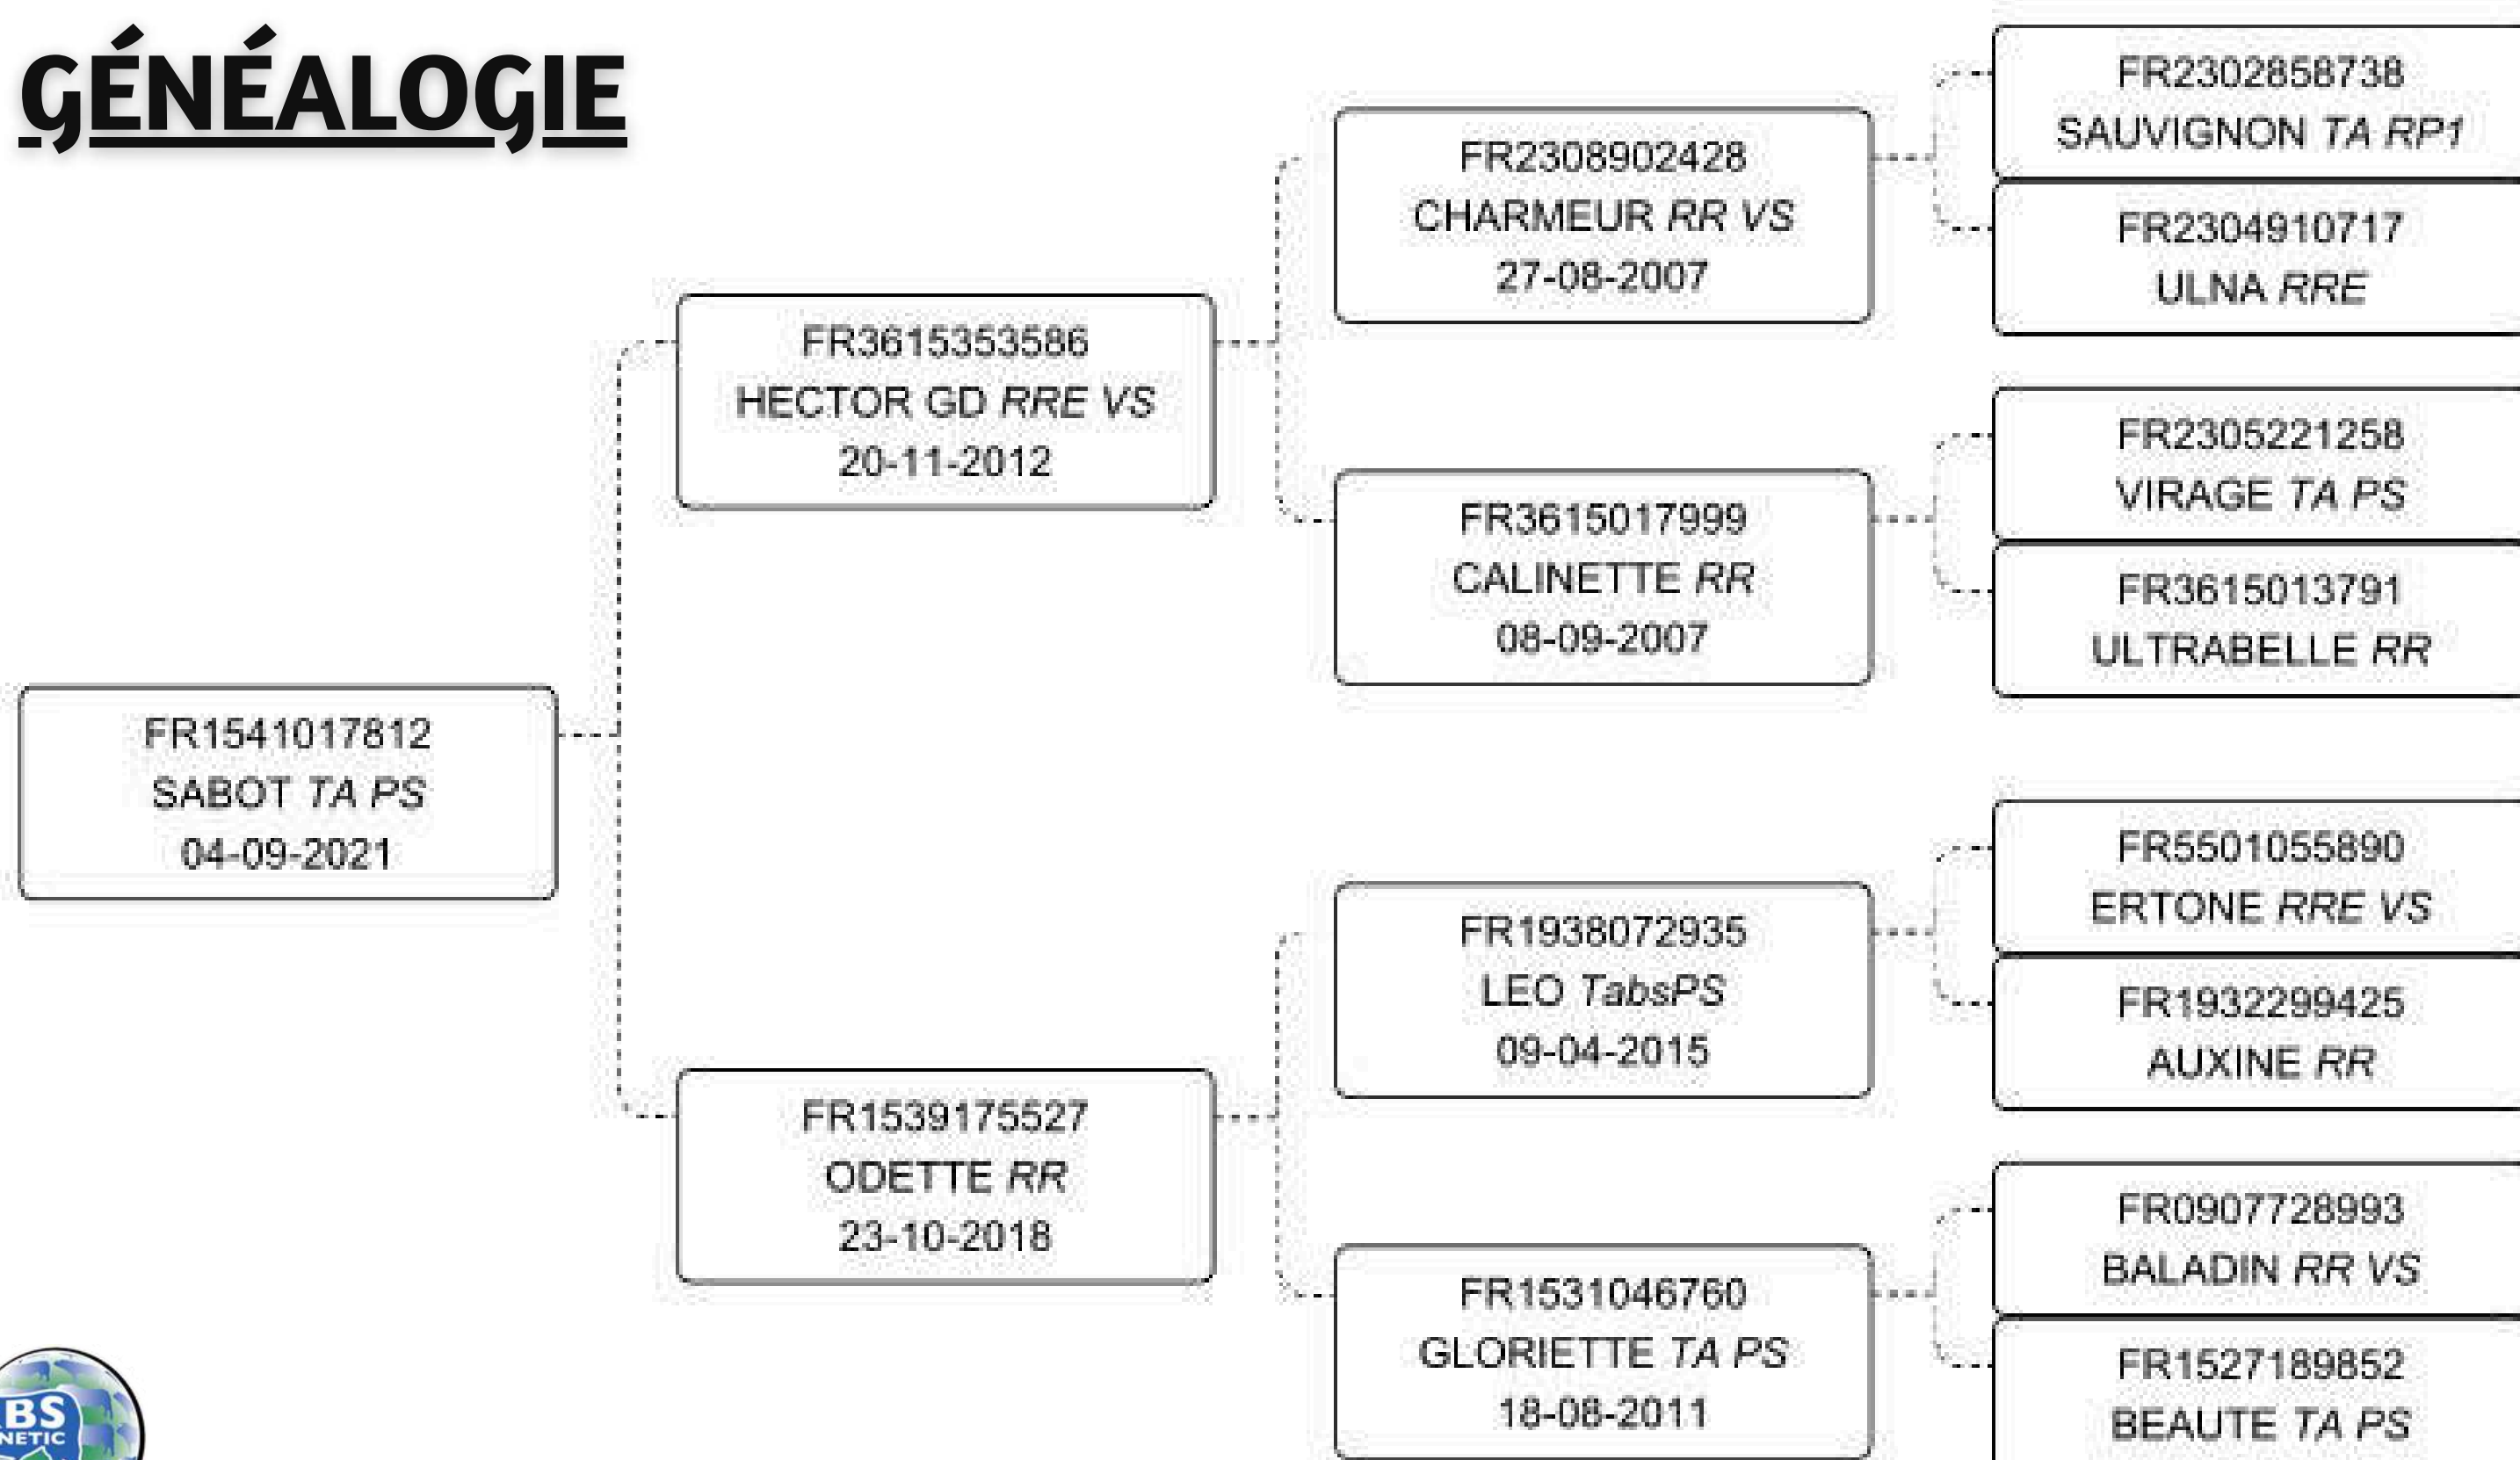 GÉNÉALOGIE
FR1541017812
SABOT TA PS
04-09-2021
FR3615353586
HECTOR GD RRE VS
20-11-2012
FR1539175527
ODETTE RR
23-10-2018
FR2308902428
CHARMEUR RR VS
27-08-2007
FR3615017999
CALINETTE RR
08-09-2007
FR1938072935
LEO TabsPS
09-04-2015
FR1531046760
GLORIETTE TA PS
18-08-2011
FR2302858738
SAUVIGNON TA RP1
FR2304910717
ULNA RRE
FR2305221258
VIRAGE TA PS
FR3615013791
ULTRABELLE RR
FR5501055890
ERTONE RRE VS
FR1932299425
AUXINE RR
FR0907728993
BALADIN RR VS
FR1527189852
BEAUTE TA PS
BS
NETIC